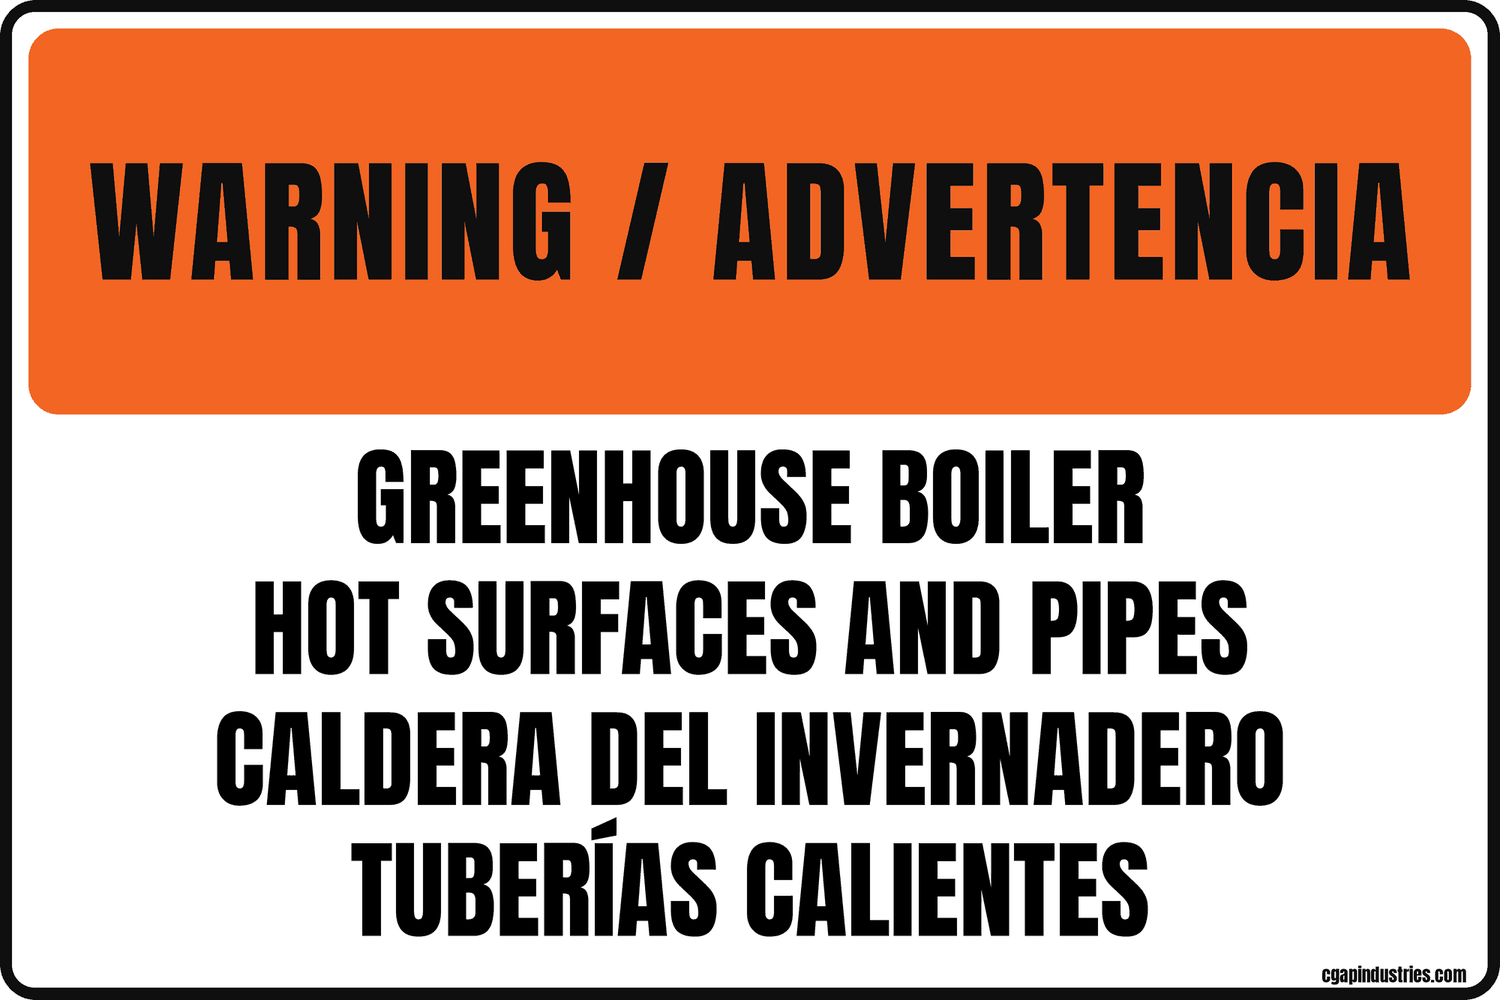 WARNING / ADVERTENCIA
GREENHOUSE BOILER
HOT SURFACES AND PIPES
CALDERA DEL INVERNADERO
TUBERÍAS CALIENTES
cgapindustries.com